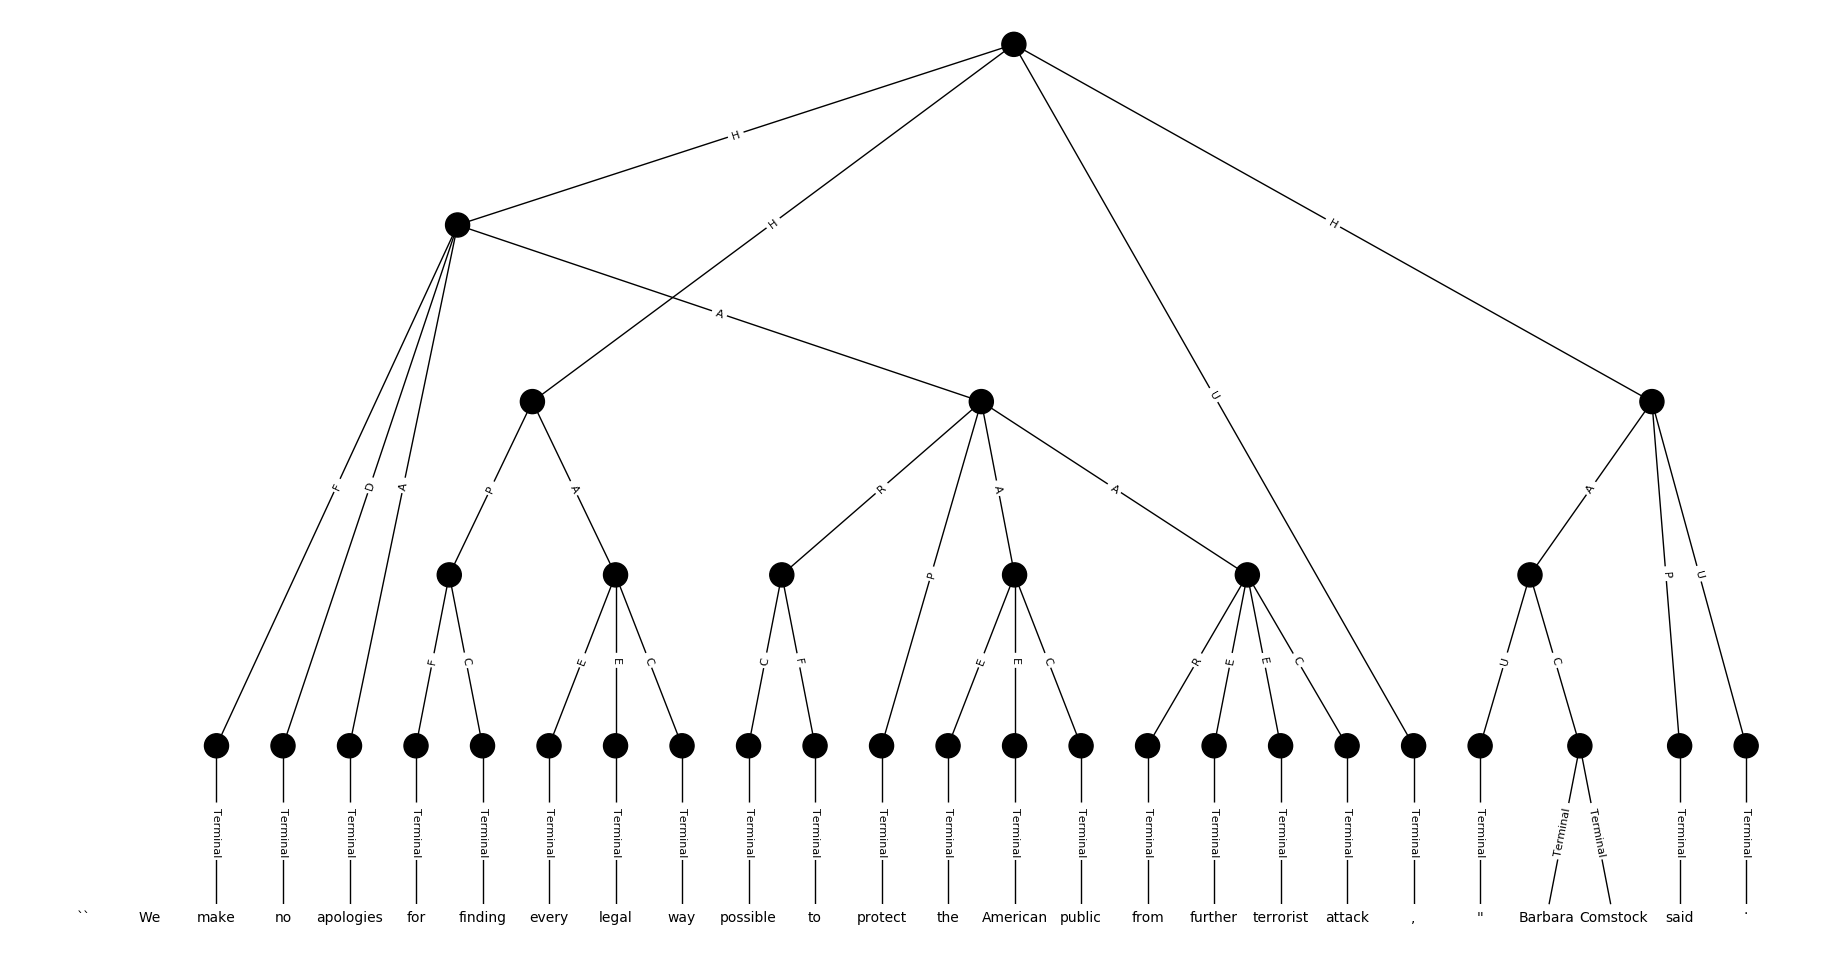 H
H
H
A
U
F D A P A R A A A
P P U
F C E E C C F E E C R E E C U C
Terminal Terminal Terminal Terminal Terminal Terminal Terminal Terminal Terminal Terminal Terminal Terminal Terminal Terminal Terminal Terminal Terminal Terminal Terminal Terminal Terminal Terminal Terminal Terminal
`` We make no apologies for finding every legal way possible to protect the American public from further terrorist attack , " Barbara Comstock said .